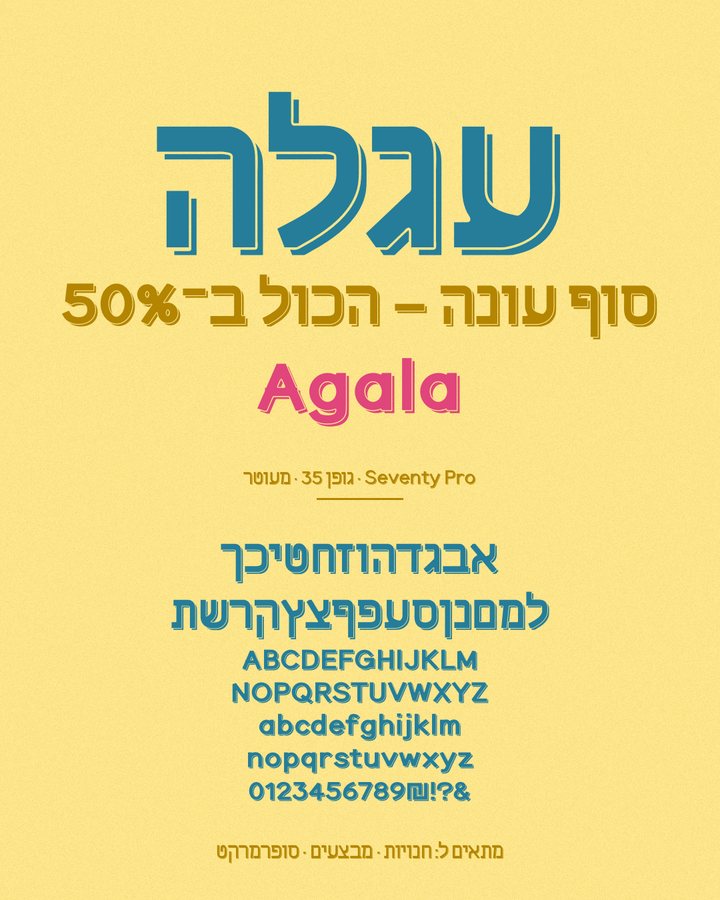 עגלה
סוף עונה – הכול ב־50%
Agala
Seventy Pro · גופן 35 · מעוטר
אבגדהוזחטיכך
למםנןסעפףצץקרשת
ABCDEFGHIJKLM
NOPQRSTUVWXYZ
abcdefghijklm
nopqrstuvwxyz
0123456789₪!?&
מתאים ל: חנויות · מבצעים · סופרמרקט